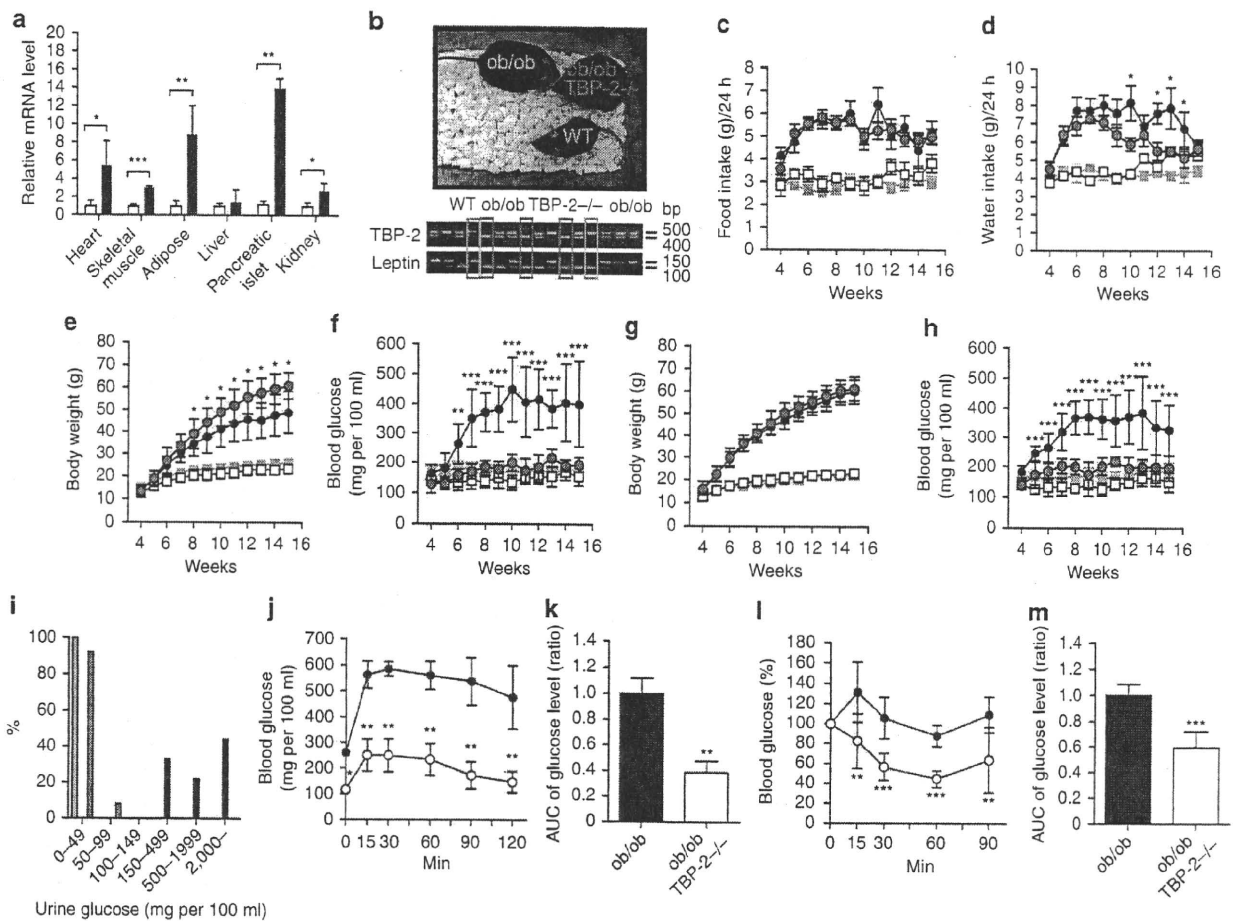 a
Relative mRNA level
20
18
16
14
12
10
8
6
4
2
0
*
***
**
**
*
Heart
Skeletal muscle
Adipose
Liver
Pancreatic islet
Kidney
b
ob/ob
ob/ob
TBP-2-/-
WT
WT ob/ob TBP-2–/– ob/ob bp
TBP-2
500
400
Leptin
150
100
c
Food intake (g)/24 h
10
8
6
4
2
0
4 6 8 10 12 14 16
Weeks
d
Water intake (g)/24 h
10
9
8
7
6
5
4
3
2
1
0
* * * *
4 6 8 10 12 14 16
Weeks
e
Body weight (g)
80
70
60
50
40
30
20
10
0
* * * * * * * *
4 6 8 10 12 14 16
Weeks
f
Blood glucose
(mg per 100 ml)
600
500
400
300
200
100
0
** *** *** *** *** *** *** *** *** ***
4 6 8 10 12 14 16
Weeks
g
Body weight (g)
80
70
60
50
40
30
20
10
0
4 6 8 10 12 14 16
Weeks
h
Blood glucose
(mg per 100 ml)
600
500
400
300
200
100
0
*** *** *** *** *** *** *** *** *** *** ***
4 6 8 10 12 14 16
Weeks
i
%
100
80
60
40
20
0
0–49
50–99
100–149
150–499
500–1999
2,000–
Urine glucose (mg per 100 ml)
j
Blood glucose
(mg per 100 ml)
700
600
500
400
300
200
100
0
* ** ** ** ** **
0 15 30 60 90 120
Min
k
AUC of glucose level (ratio)
1.4
1.2
1.0
0.8
0.6
0.4
0.2
0
**
ob/ob
ob/ob
TBP-2–/–
l
Blood glucose (%)
180
160
140
120
100
80
60
40
20
0
** *** *** **
0 15 30 60 90
Min
m
AUC of glucose level (ratio)
1.4
1.2
1.0
0.8
0.6
0.4
0.2
0
***
ob/ob
ob/ob
TBP-2–/–